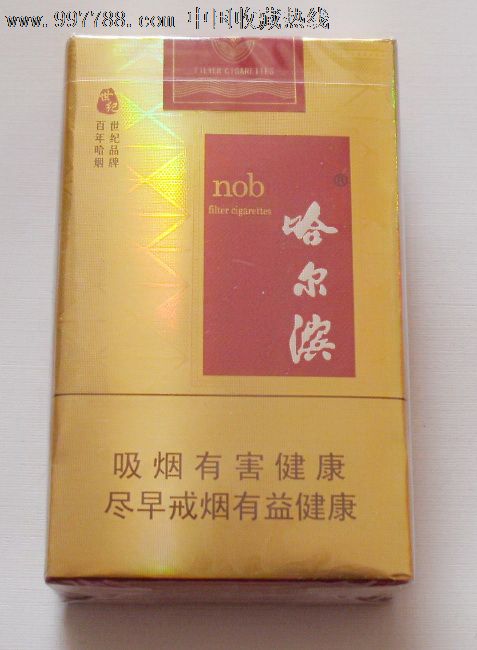 www.997788.com 中国收藏热线
FILTER CIGARETTES
世纪
世纪品牌
百年哈烟
nob
filter cigarettes
®
哈尔滨
吸烟有害健康
尽早戒烟有益健康